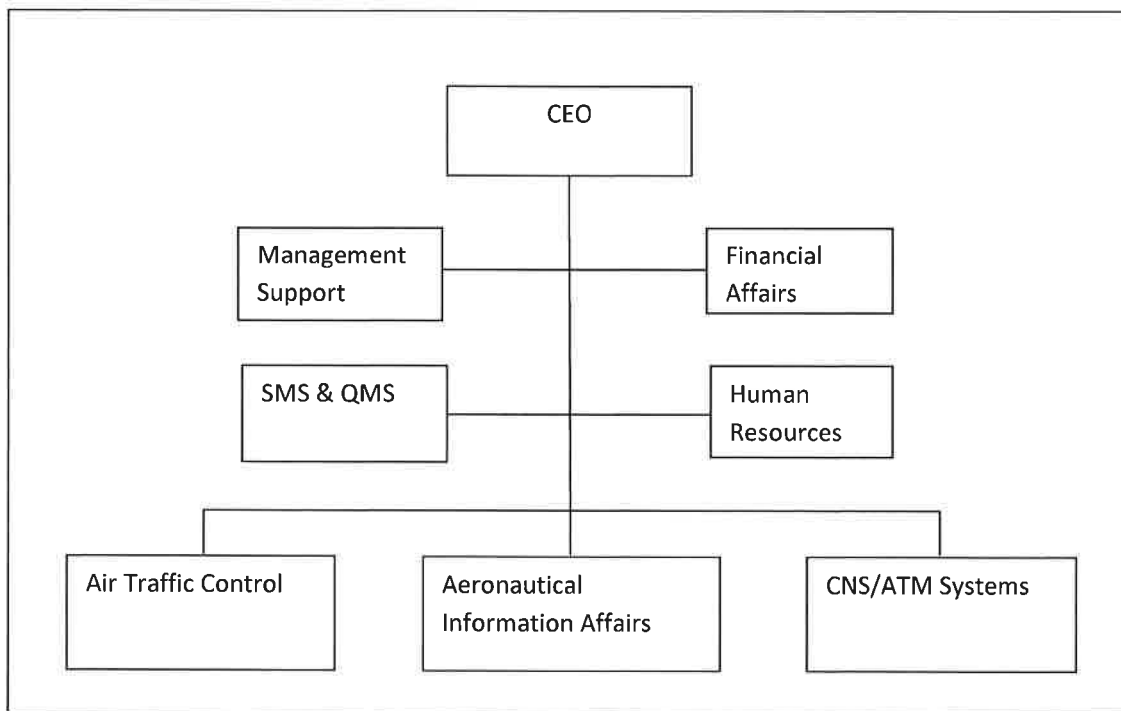 CEO
Management
Support
Financial
Affairs
SMS & QMS
Human
Resources
Air Traffic Control
Aeronautical
Information Affairs
CNS/ATM Systems